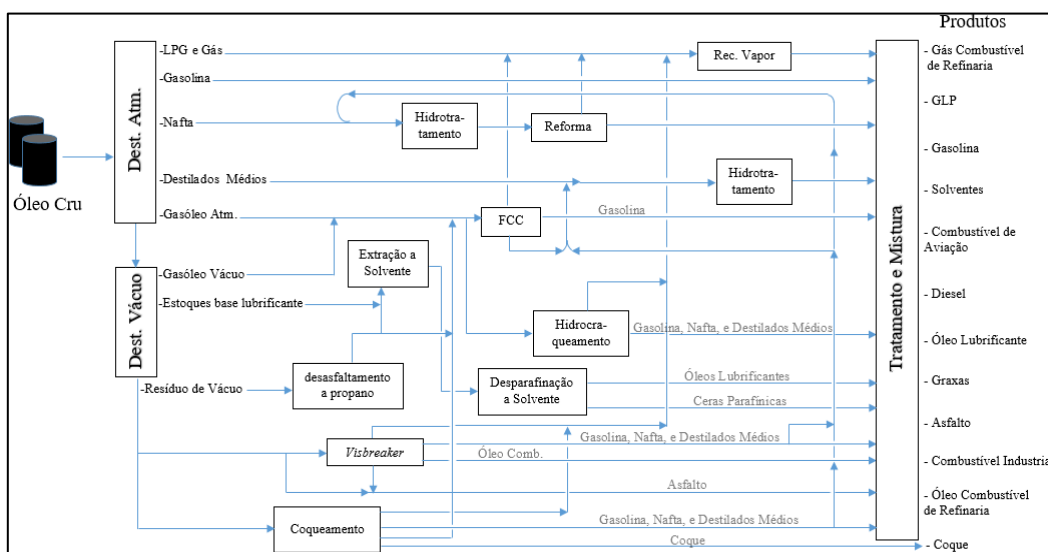 Produtos
-LPG e Gás
Rec. Vapor
- Gás Combustível
de Refinaria
-Gasolina
- GLP
Dest. Atm.
-Nafta
Hidrotra-
tamento
Reforma
- Gasolina
Óleo Cru
-Destilados Médios
Hidrotra-
tamento
- Solventes
-Gasóleo Atm.
FCC
Gasolina
- Combustível de
Aviação
Tratamento e Mistura
Dest. Vácuo
-Gasóleo Vácuo
Extração a
Solvente
-Estoques base lubrificante
- Diesel
Hidrocra-
queamento
Gasolina, Nafta, e Destilados Médios
- Óleo Lubrificante
-Resíduo de Vácuo
desasfaltamento
a propano
Desparafinação
a Solvente
Óleos Lubrificantes
- Graxas
Ceras Parafínicas
- Asfalto
Visbreaker
Gasolina, Nafta, e Destilados Médios
Óleo Comb.
- Combustível Industria
Asfalto
- Óleo Combustível
de Refinaria
Coqueamento
Gasolina, Nafta, e Destilados Médios
Coque
- Coque